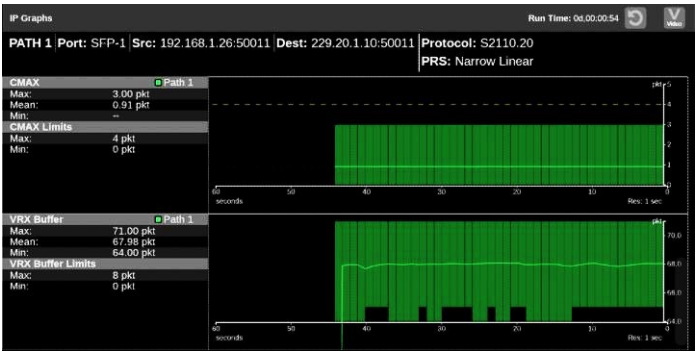 IP Graphs Run Time: 0d,00:00:54 Video
PATH 1 Port: SFP-1 Src: 192.168.1.26:50011 Dest: 229.20.1.10:50011 Protocol: S2110.20
PRS: Narrow Linear
CMAX Path 1
Max: 3.00 pkt
Mean: 0.91 pkt
Min: --
CMAX Limits
Max: 4 pkt
Min: 0 pkt
pkt 5
4
3
2
1
0
60 50 40 30 20 10 0
seconds Res: 1 sec
VRX Buffer Path 1
Max: 71.00 pkt
Mean: 67.98 pkt
Min: 64.00 pkt
VRX Buffer Limits
Max: 8 pkt
Min: 0 pkt
pkt
70.0
68.0
66.0
64.0
60 50 40 30 20 10 0
seconds Res: 1 sec